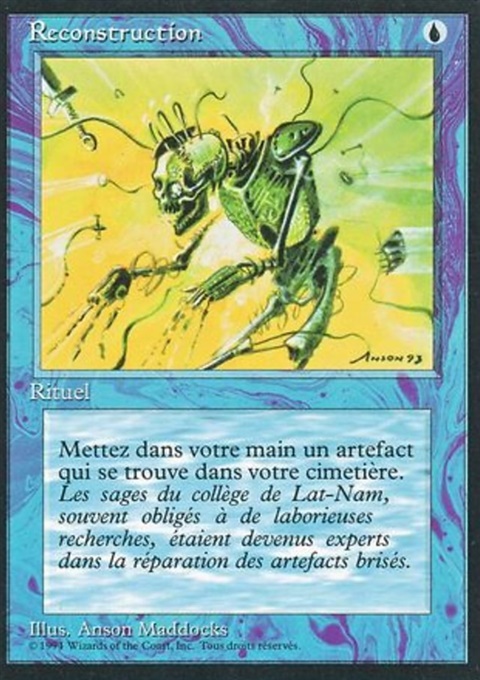 Reconstruction
ANSON 93
Rituel
Mettez dans votre main un artefact
qui se trouve dans votre cimetière.
Les sages du collège de Lat-Nam,
souvent obligés à de laborieuses
recherches, étaient devenus experts
dans la réparation des artefacts brisés.
Illus. Anson Maddocks
© 1994 Wizards of the Coast, Inc. Tous droits réservés.